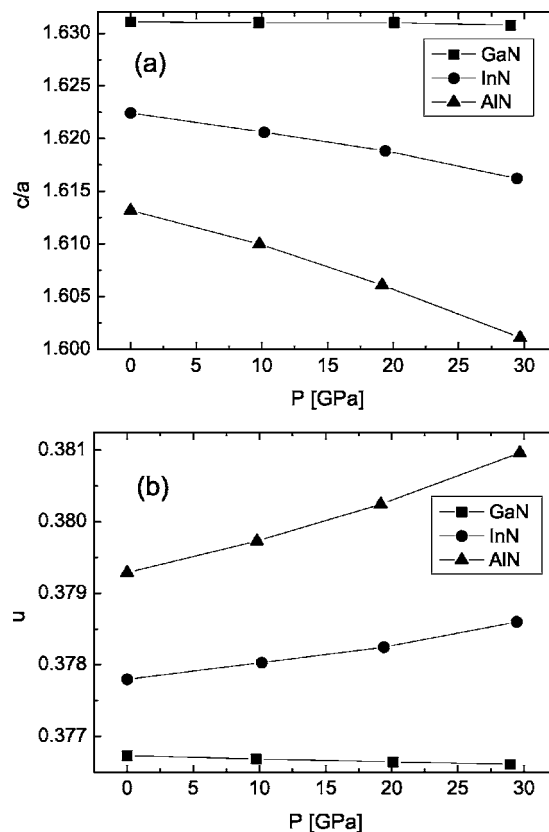 1.630
1.625
1.620
1.615
1.610
1.605
1.600
c/a
(a)
GaN
InN
AlN
0 5 10 15 20 25 30
P [GPa]
0.381
0.380
0.379
0.378
0.377
u
(b)
GaN
InN
AlN
0 5 10 15 20 25 30
P [GPa]